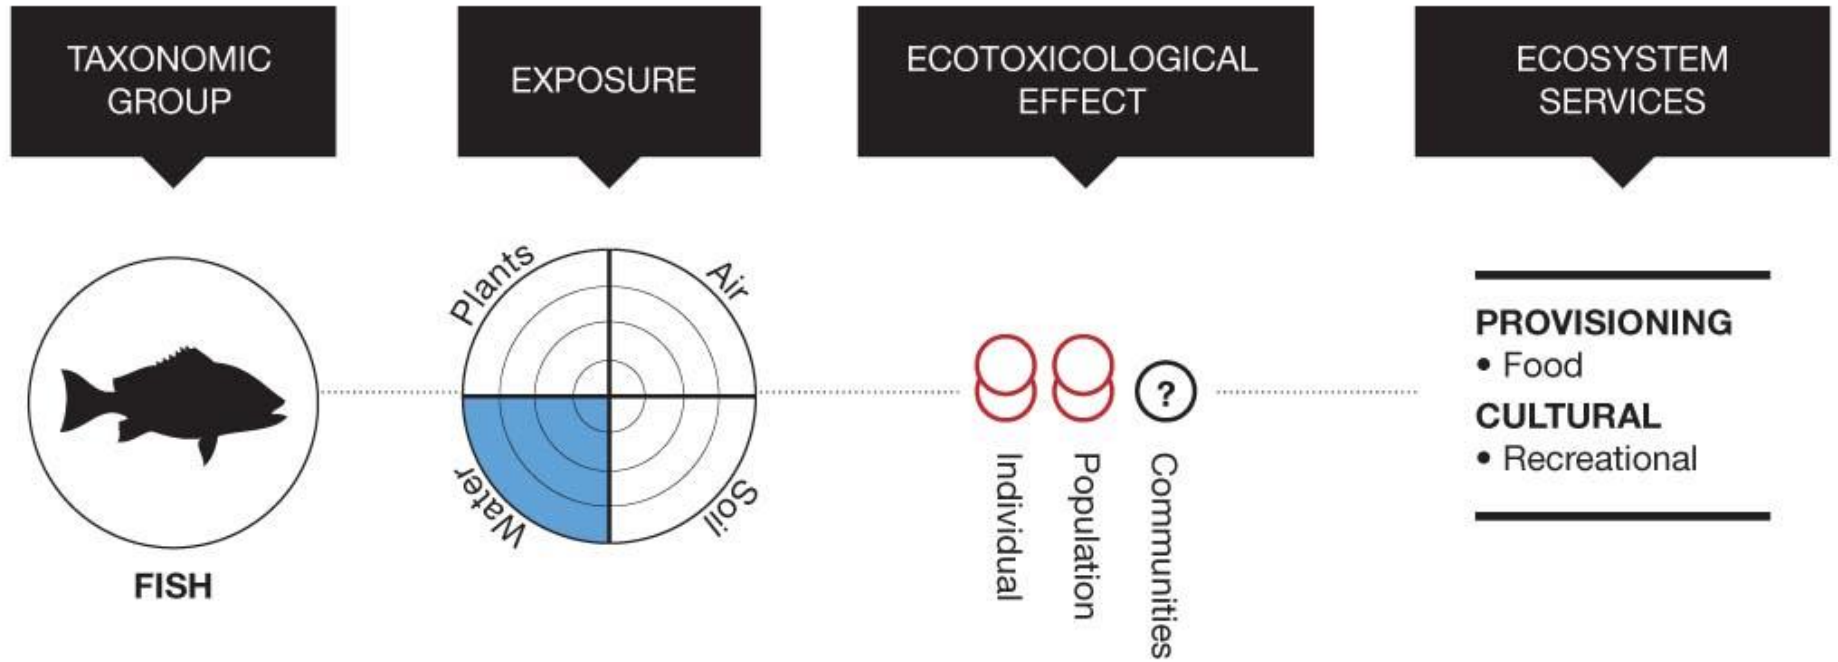 TAXONOMIC
GROUP
EXPOSURE
ECOTOXICOLOGICAL
EFFECT
ECOSYSTEM
SERVICES
FISH
Plants
Air
Water
Soil
?
Individual
Population
Communities
PROVISIONING
• Food
CULTURAL
• Recreational